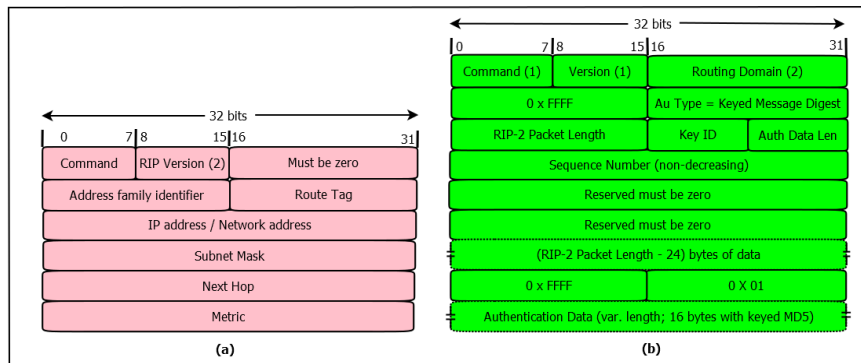 32 bits
0 7 8 15 16 31
Command RIP Version (2) Must be zero
Address family identifier Route Tag
IP address / Network address
Subnet Mask
Next Hop
Metric
(a)
32 bits
0 7 8 15 16 31
Command (1) Version (1) Routing Domain (2)
0 x FFFF Au Type = Keyed Message Digest
RIP-2 Packet Length Key ID Auth Data Len
Sequence Number (non-decreasing)
Reserved must be zero
Reserved must be zero
(RIP-2 Packet Length - 24) bytes of data
0 x FFFF 0 X 01
Authentication Data (var. length; 16 bytes with keyed MD5)
(b)